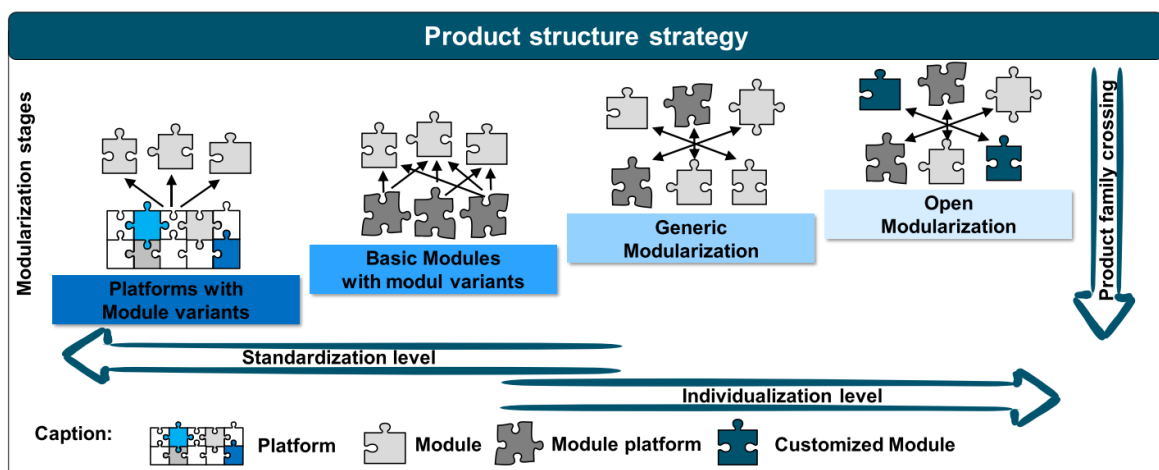 Product structure strategy
Modularization stages
Platforms with
Module variants
Basic Modules
with modul variants
Generic
Modularization
Open
Modularization
Product family crossing
Standardization level
Individualization level
Caption:
Platform
Module
Module platform
Customized Module